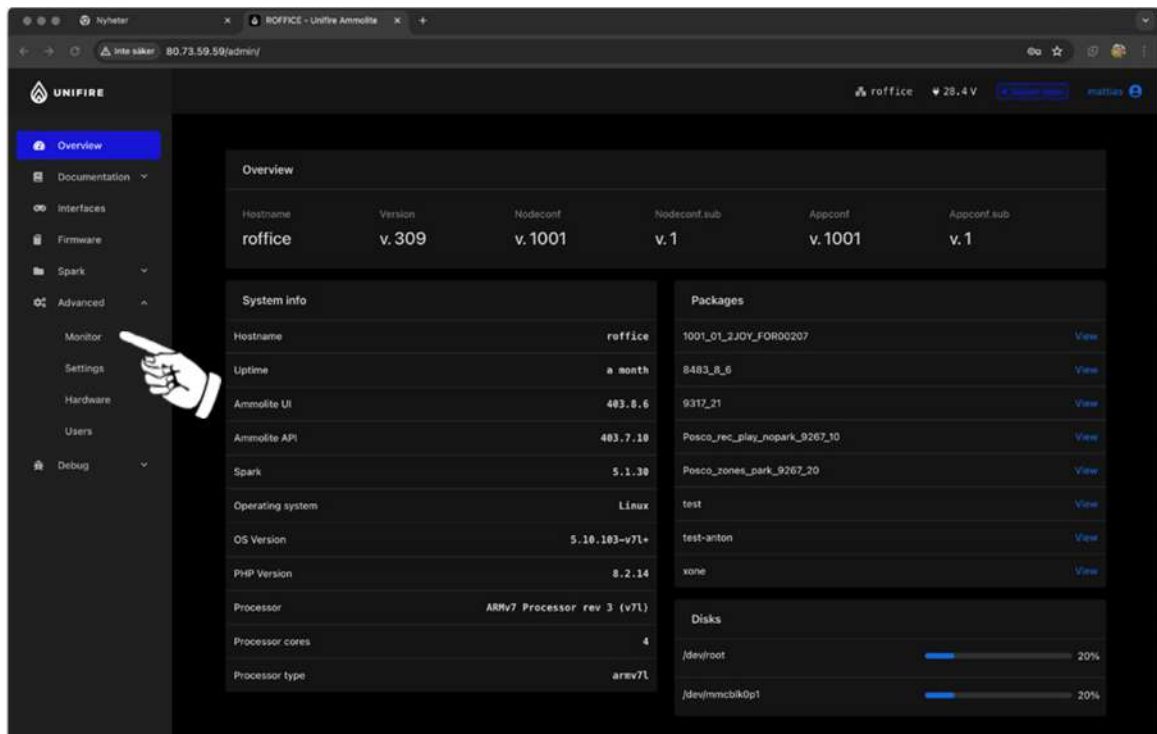 Nyheter
ROFFICE - Unifire Ammolite
Inte säker 80.73.59.59/admin/
UNIFIRE
roffice 28.4 V mattias
Overview
Documentation
Interfaces
Firmware
Spark
Advanced
Monitor
Settings
Hardware
Users
Debug
Overview
Hostname Version Nodeconf Nodeconf.sub Appconf Appconf.sub
roffice v. 309 v. 1001 v. 1 v. 1001 v. 1
System info
Hostname roffice
Uptime a month
Ammolite UI 403.8.6
Ammolite API 403.7.10
Spark 5.1.30
Operating system Linux
OS Version 5.10.103-v7l+
PHP Version 8.2.14
Processor ARMv7 Processor rev 3 (v7l)
Processor cores 4
Processor type armv7l
Packages
1001_01_2JOY_FOR00207 View
8483_8_6 View
9317_21 View
Posco_rec_play_nopark_9267_10 View
Posco_zones_park_9267_20 View
test View
test-anton View
xone View
Disks
/dev/root 20%
/dev/mmcblk0p1 20%